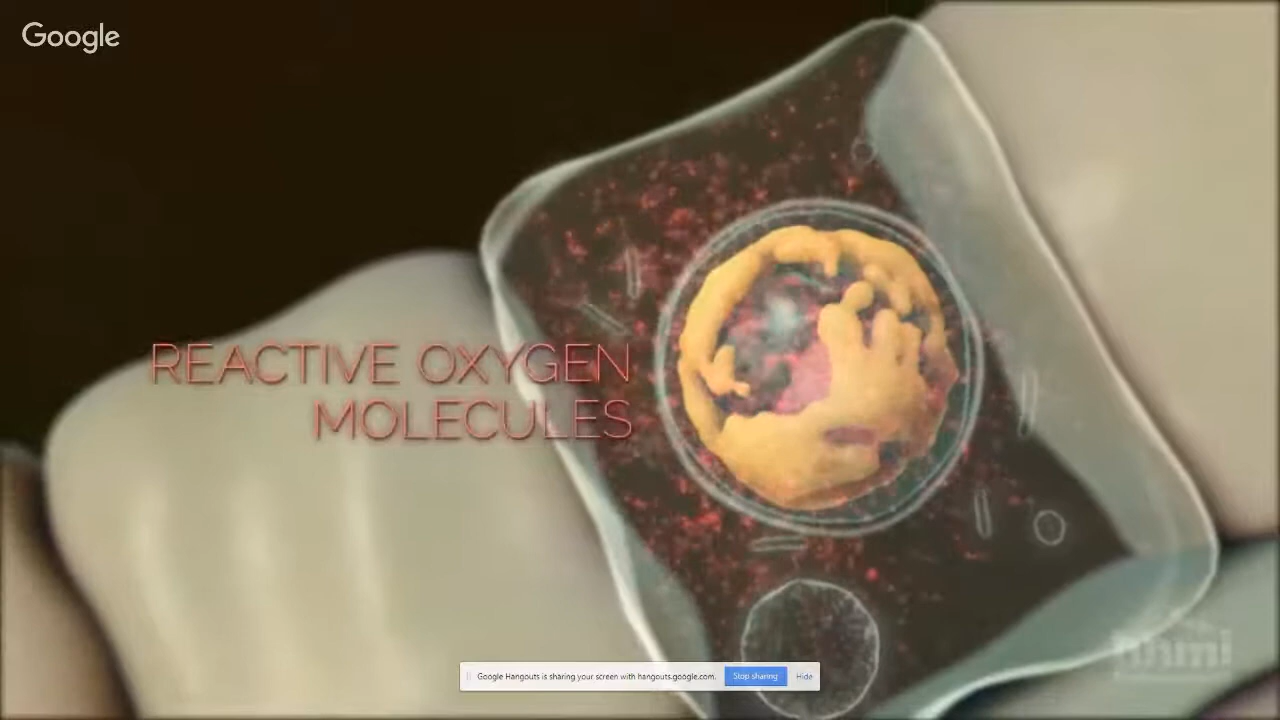 Google
REACTIVE OXYGEN
MOLECULES
Google Hangouts is sharing your screen with hangouts.google.com.
Stop sharing
Hide